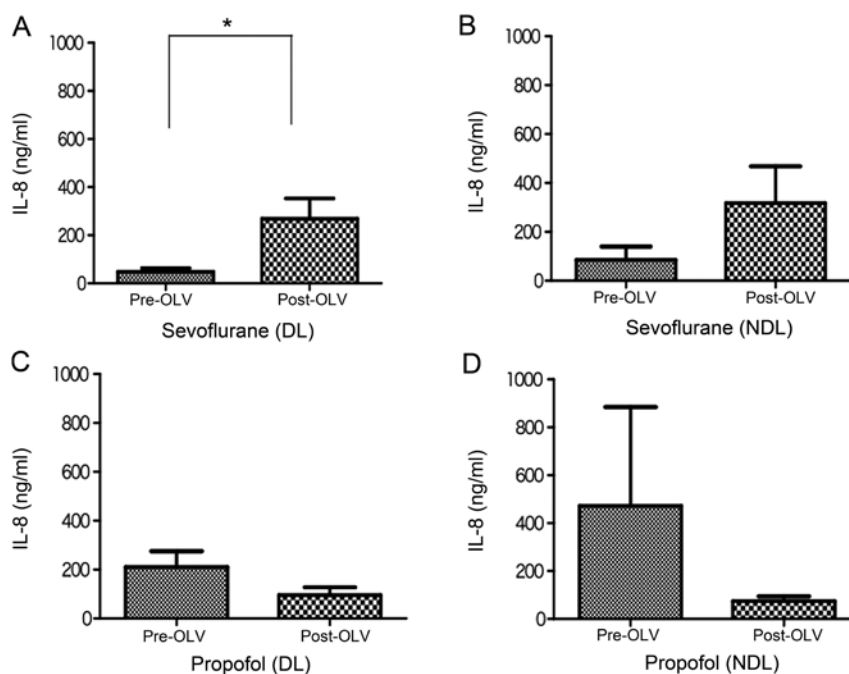 A
*
1000
800
600
400
200
0
IL-8 (ng/ml)
Pre-OLV Post-OLV
Sevoflurane (DL)
B
1000
800
600
400
200
0
IL-8 (ng/ml)
Pre-OLV Post-OLV
Sevoflurane (NDL)
C
1000
800
600
400
200
0
IL-8 (ng/ml)
Pre-OLV Post-OLV
Propofol (DL)
D
1000
800
600
400
200
0
IL-8 (ng/ml)
Pre-OLV Post-OLV
Propofol (NDL)